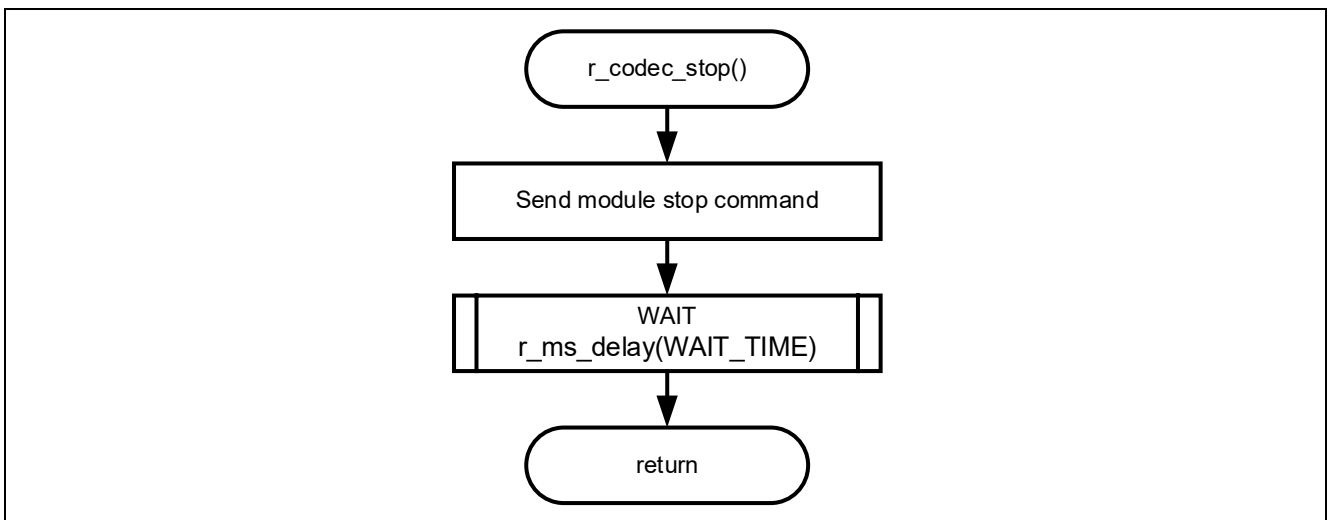 r_codec_stop()
Send module stop command
WAIT
r_ms_delay(WAIT_TIME)
return